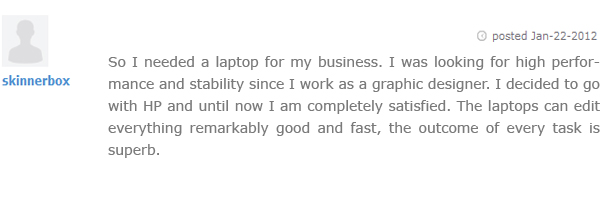 posted Jan-22-2012
skinnerbox
So I needed a laptop for my business. I was looking for high perfor-
mance and stability since I work as a graphic designer. I decided to go
with HP and until now I am completely satisfied. The laptops can edit
everything remarkably good and fast, the outcome of every task is
superb.